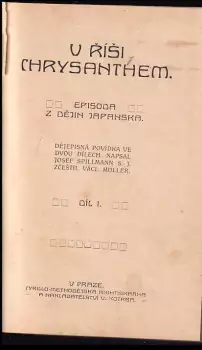 V ŘÍŠI
CHRYSANTHEM.
EPISODA
Z DĚJIN JAPANSKA.
DĚJEPISNÁ POVÍDKA VE
DVOU DÍLECH NAPSAL
JOSEF SPILLMANN S. J.
ZČEŠTIL VÁCL. MÜLLER.
DÍL I.
V PRAZE.
CYRILLO-METHODĚJSKÁ KNIHTISKÁRNA
A NAKLADATELSTVÍ V. KOTRBA.